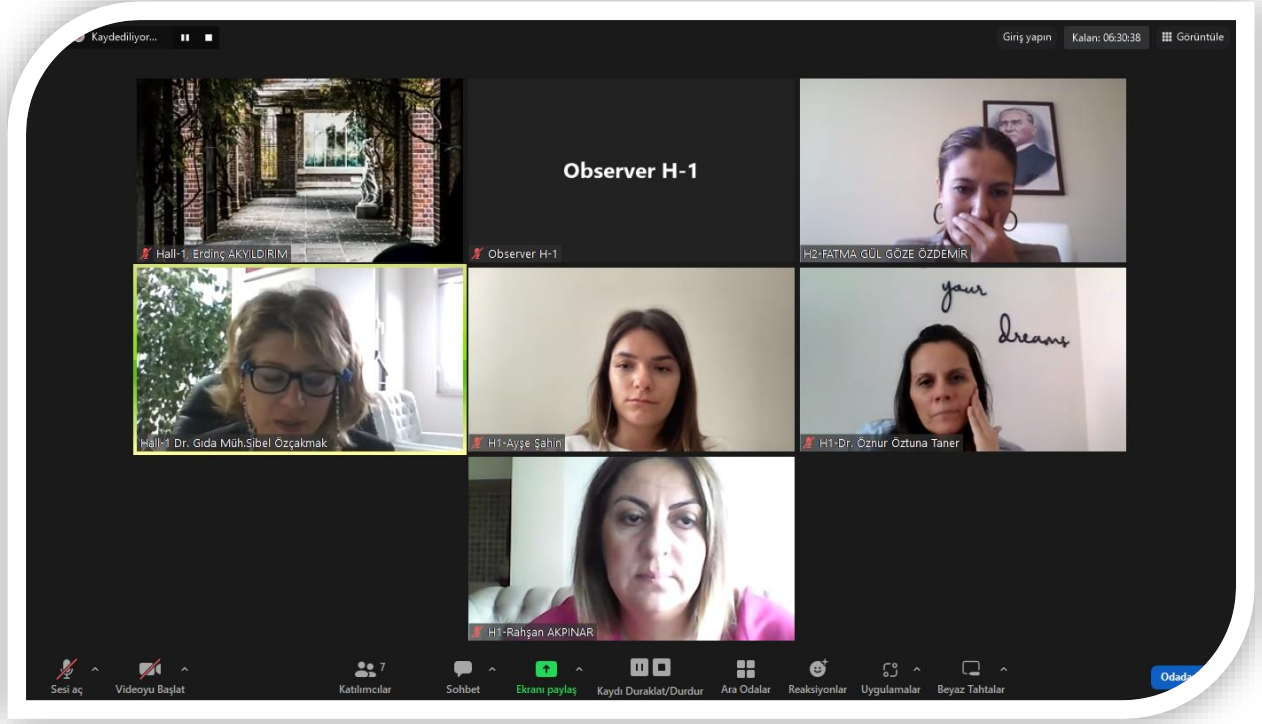 Kaydediliyor...
Giriş yapın
Kalan: 06:30:38
Görüntüle
Hall-1, Erdinç AKYILDIRIM
Observer H-1
Observer H-1
H2-FATMA GÜL GÖZE ÖZDEMİR
your
dreams
Hall-1 Dr. Gıda Müh.Sibel Özçakmak
H1-Ayşe Şahin
H1-Dr. Öznur Öztuna Taner
H1-Rahşan AKPINAR
Sesi aç
Videoyu Başlat
7
Katılımcılar
Sohbet
Ekranı paylaş
Kaydı Duraklat/Durdur
Ara Odalar
Reaksiyonlar
Uygulamalar
Beyaz Tahtalar